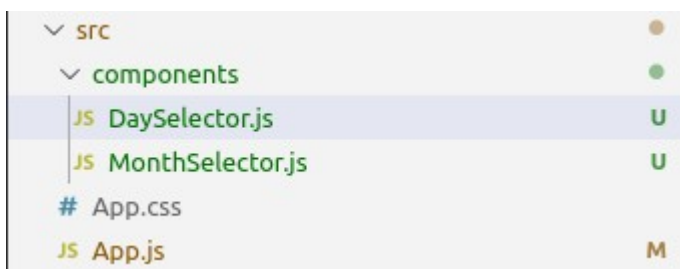 src
components
JS DaySelector.js U
JS MonthSelector.js U
# App.css
JS App.js M